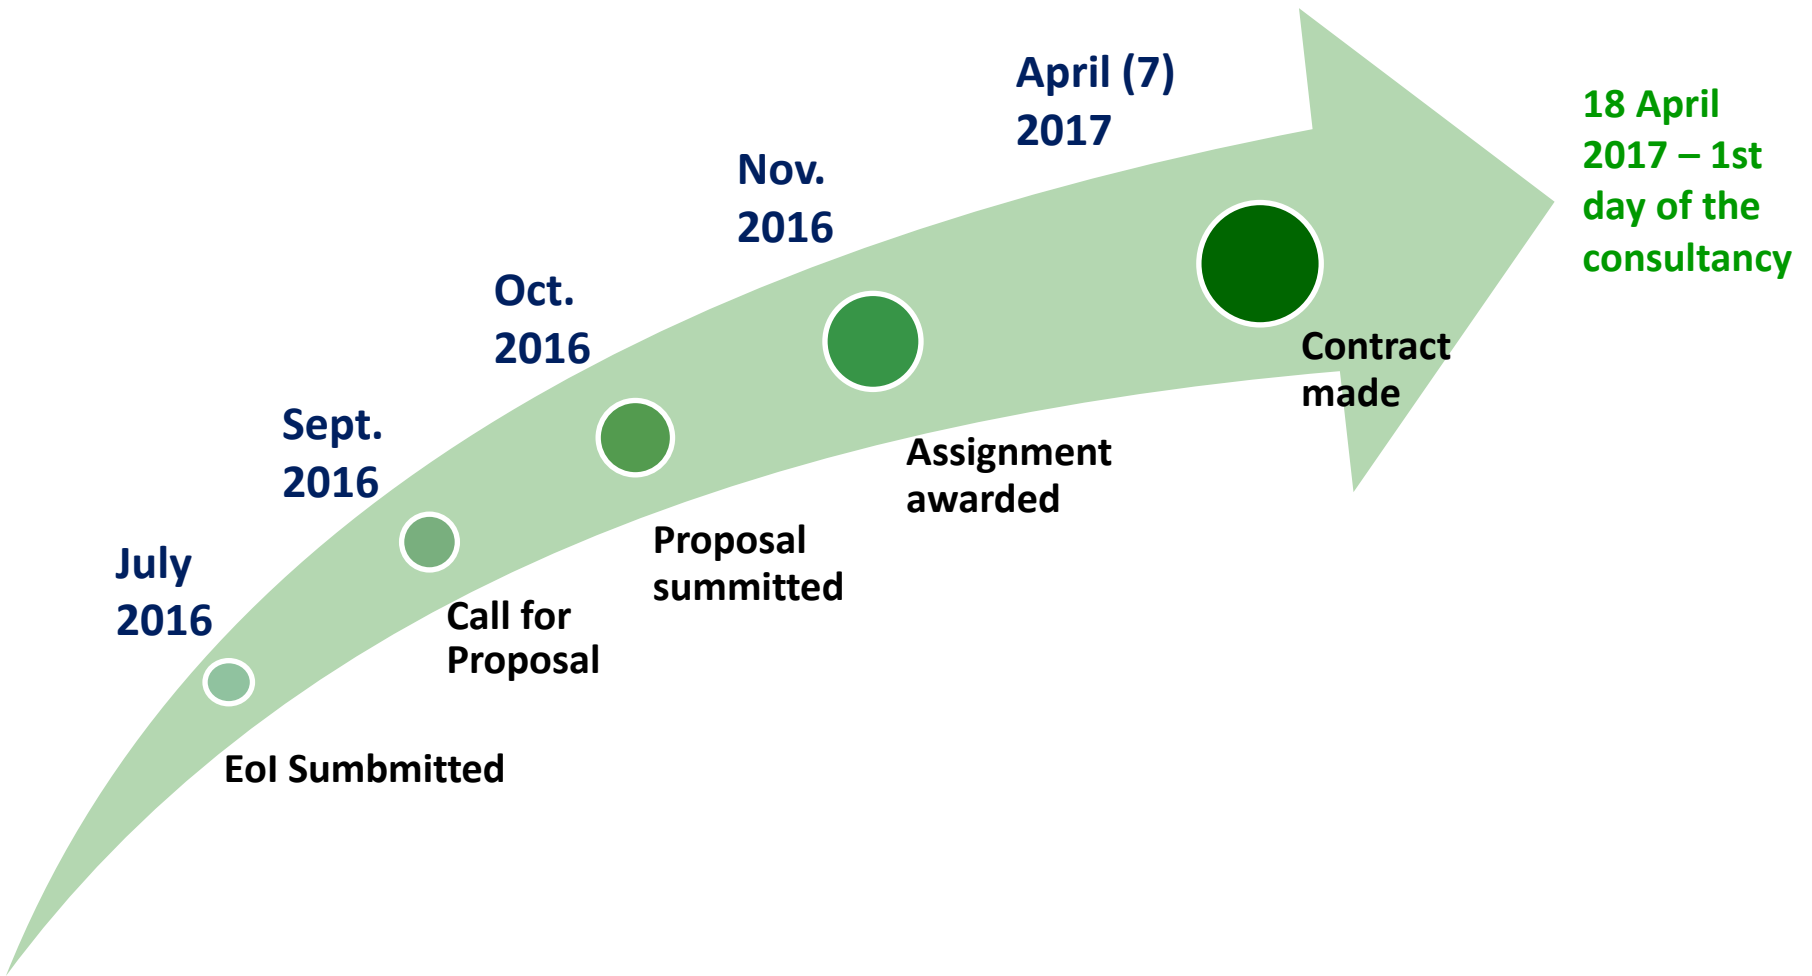 July
2016
EoI Sumbmitted
Sept.
2016
Call for
Proposal
Oct.
2016
Proposal
summitted
Nov.
2016
Assignment
awarded
April (7)
2017
Contract
made
18 April
2017 – 1st
day of the
consultancy